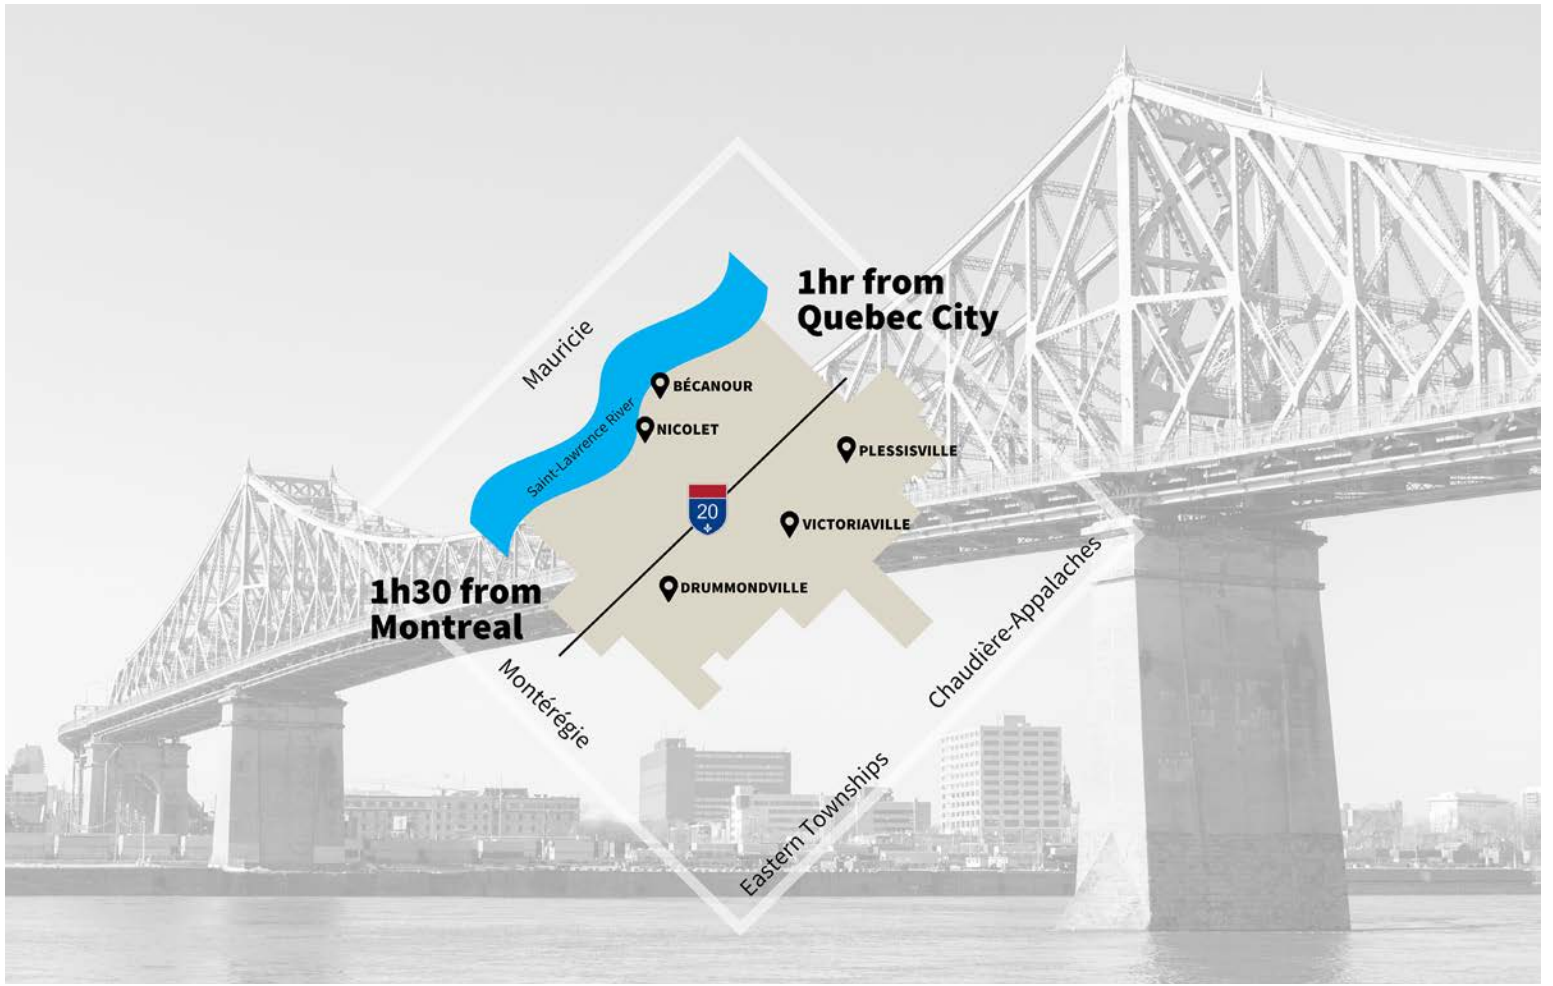 1hr from
Quebec City
Mauricie
BÉCANOUR
Saint-Lawrence River
NICOLET
PLESSISVILLE
20
VICTORIAVILLE
DRUMMONDVILLE
1h30 from
Montreal
Montérégie
Chaudière-Appalaches
Eastern Townships